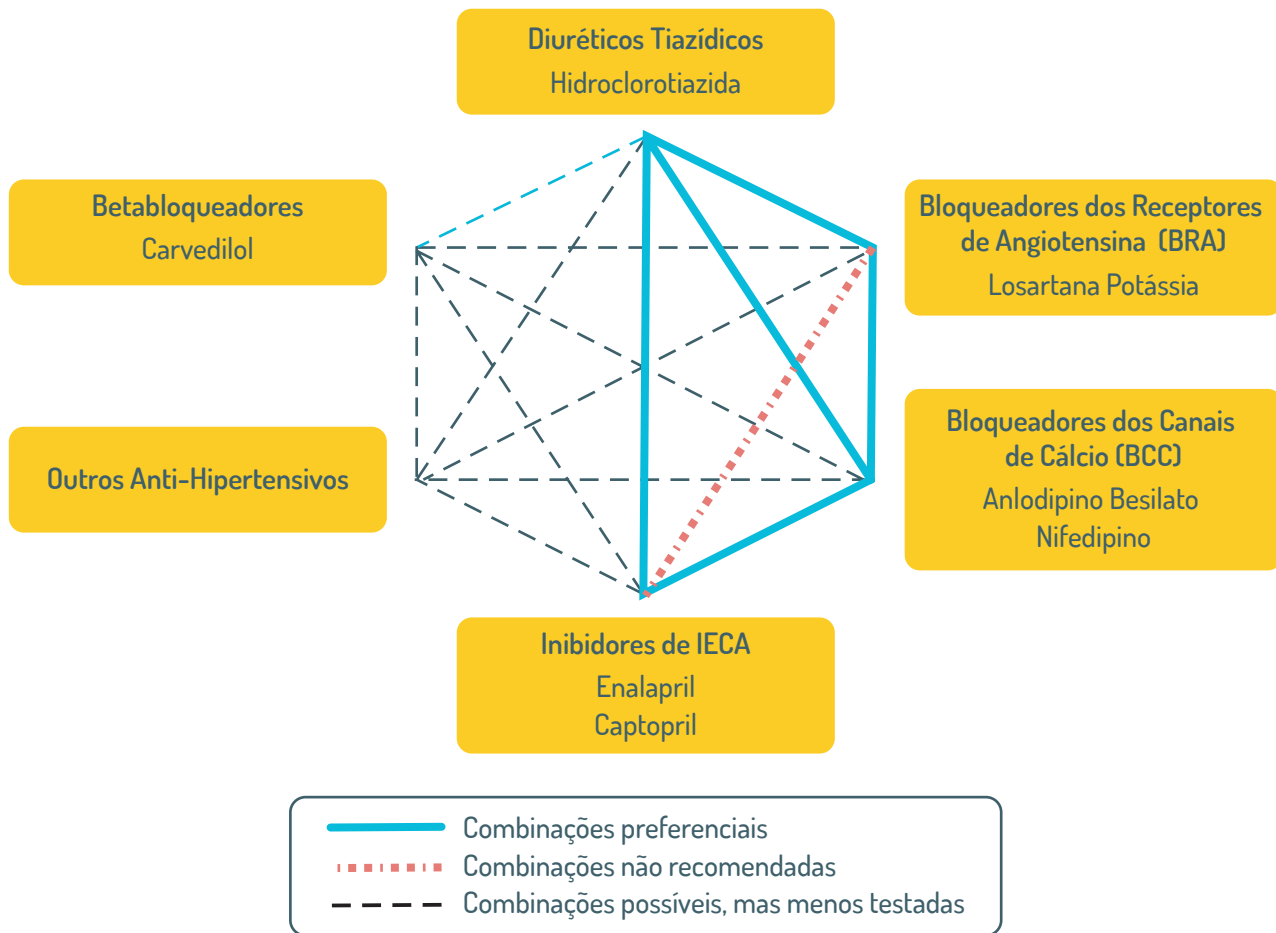 Diuréticos Tiazídicos
Hidroclorotiazida
Betabloqueadores
Carvedilol
Bloqueadores dos Receptores
de Angiotensina (BRA)
Losartana Potássia
Outros Anti-Hipertensivos
Bloqueadores dos Canais
de Cálcio (BCC)
Anlodipino Besilato
Nifedipino
Inibidores de IECA
Enalapril
Captopril
Combinações preferenciais
Combinações não recomendadas
Combinações possíveis, mas menos testadas